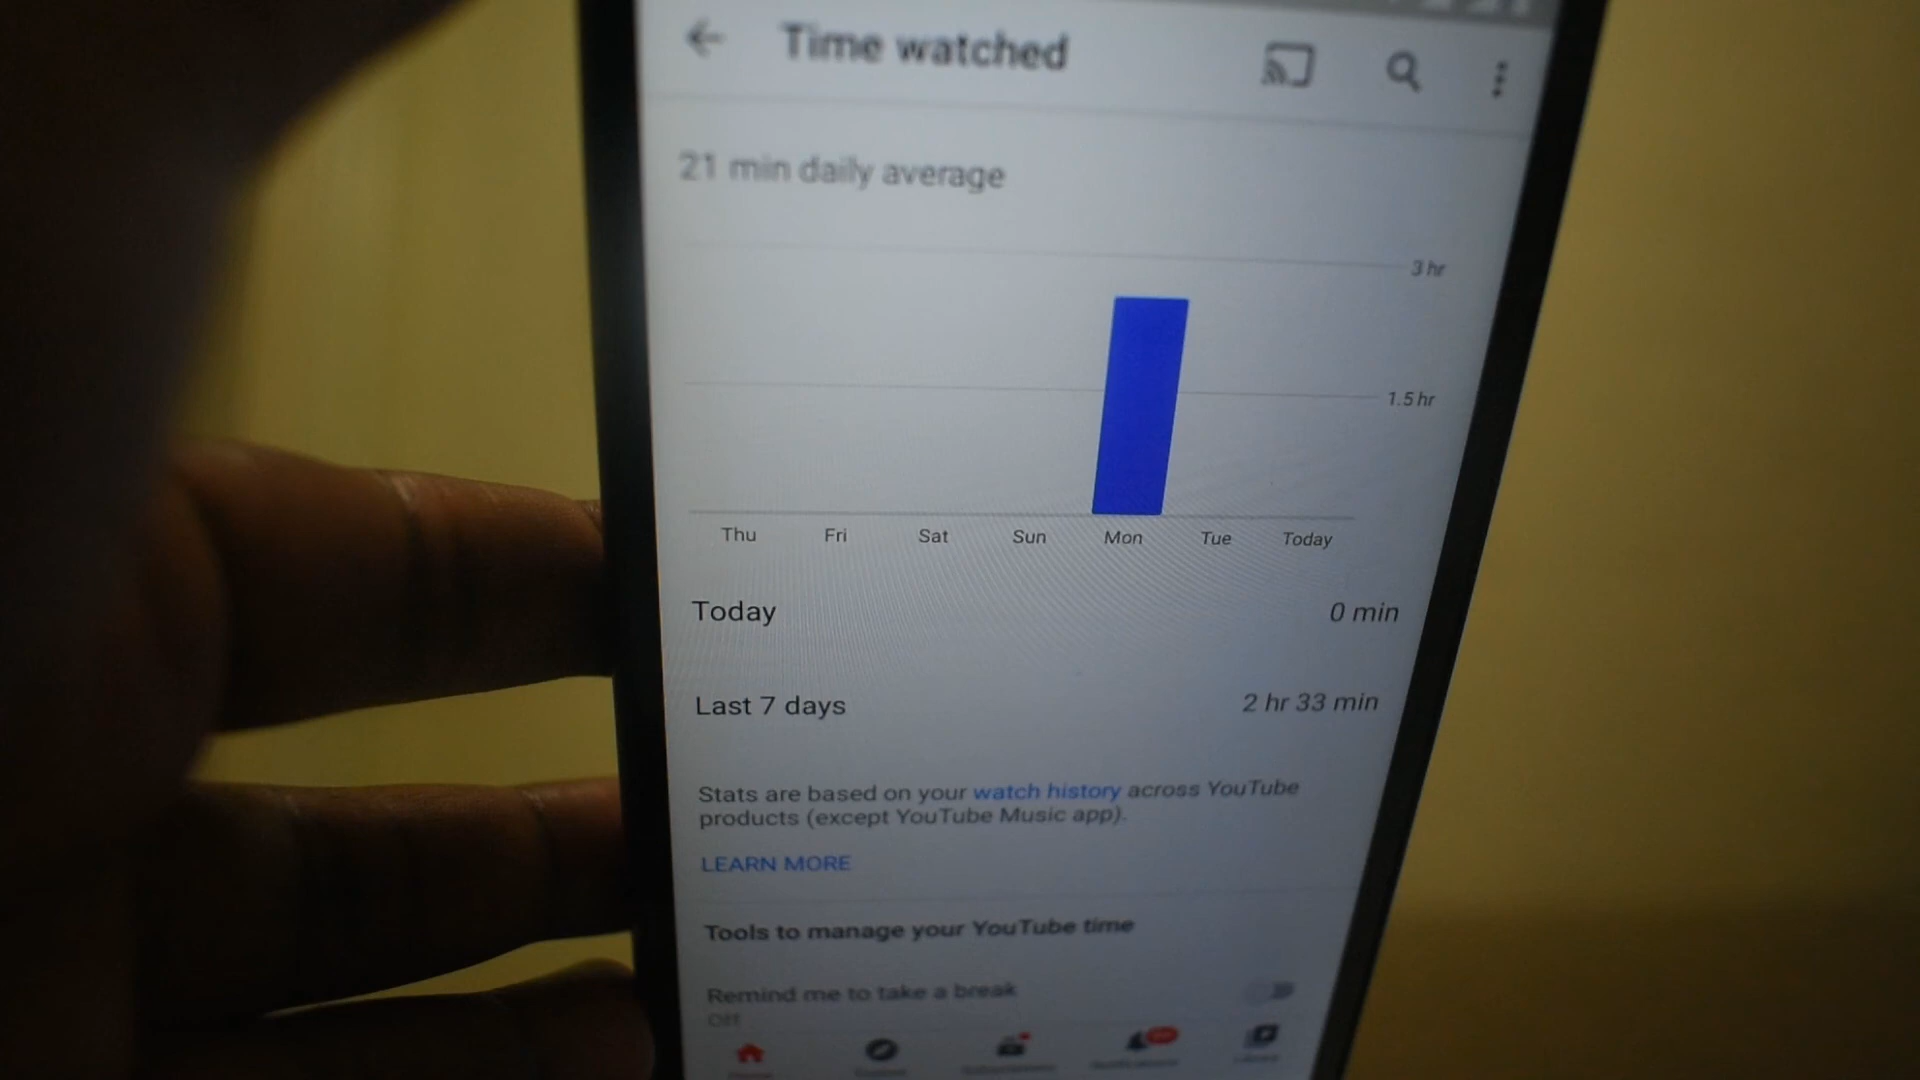 Time watched
21 min daily average
3 hr
1.5 hr
Thu Fri Sat Sun Mon Tue Today
Today 0 min
Last 7 days 2 hr 33 min
Stats are based on your watch history across YouTube
products (except YouTube Music app).
LEARN MORE
Tools to manage your YouTube time
Remind me to take a break
Off